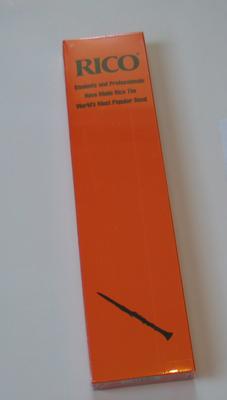 RICO
Students and Professionals
Have Made Rico The
World's Most Popular Reed